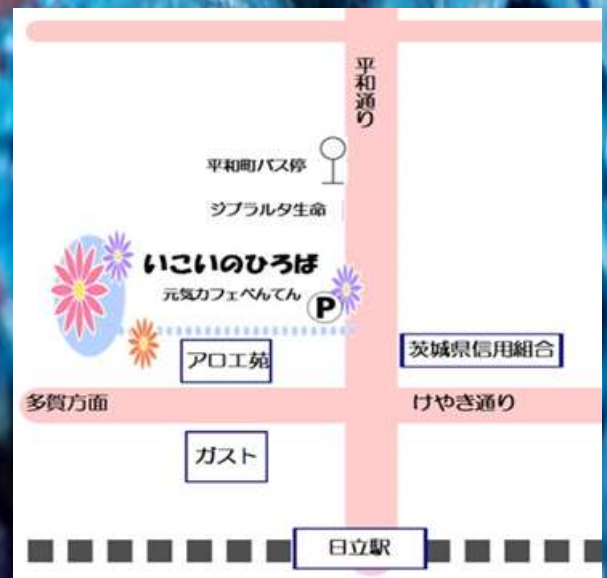 平和通り
平和町バス停
ジブラルタ生命
いこいのひろば
元気カフェべんてん
P
アロエ苑
茨城県信用組合
多賀方面
けやき通り
ガスト
日立駅